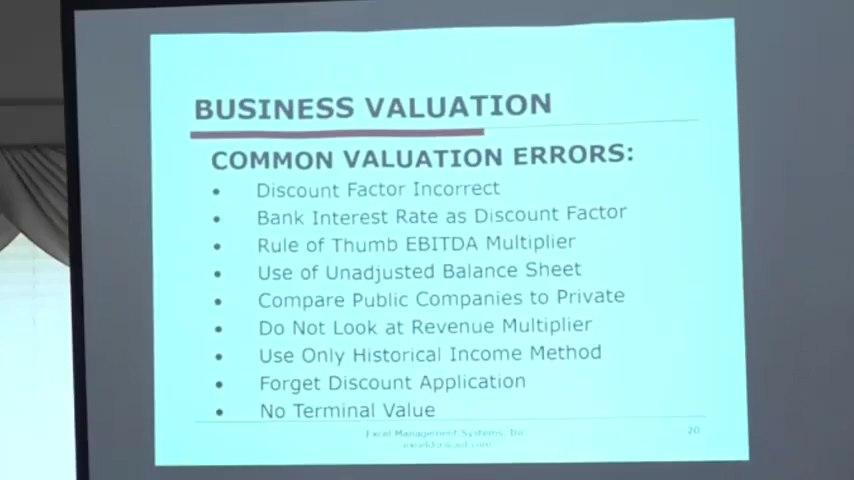 BUSINESS VALUATION
COMMON VALUATION ERRORS:
• Discount Factor Incorrect
• Bank Interest Rate as Discount Factor
• Rule of Thumb EBITDA Multiplier
• Use of Unadjusted Balance Sheet
• Compare Public Companies to Private
• Do Not Look at Revenue Multiplier
• Use Only Historical Income Method
• Forget Discount Application
• No Terminal Value
Excel Management Systems, Inc
20